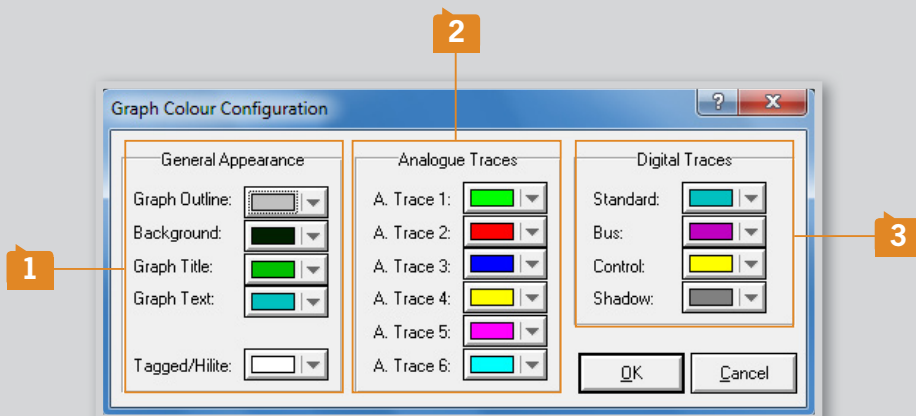 2
Graph Colour Configuration
?
X
General Appearance
Graph Outline:
Background:
Graph Title:
Graph Text:
Tagged/Hilite:
Analogue Traces
A. Trace 1:
A. Trace 2:
A. Trace 3:
A. Trace 4:
A. Trace 5:
A. Trace 6:
Digital Traces
Standard:
Bus:
Control:
Shadow:
OK
Cancel
1
3